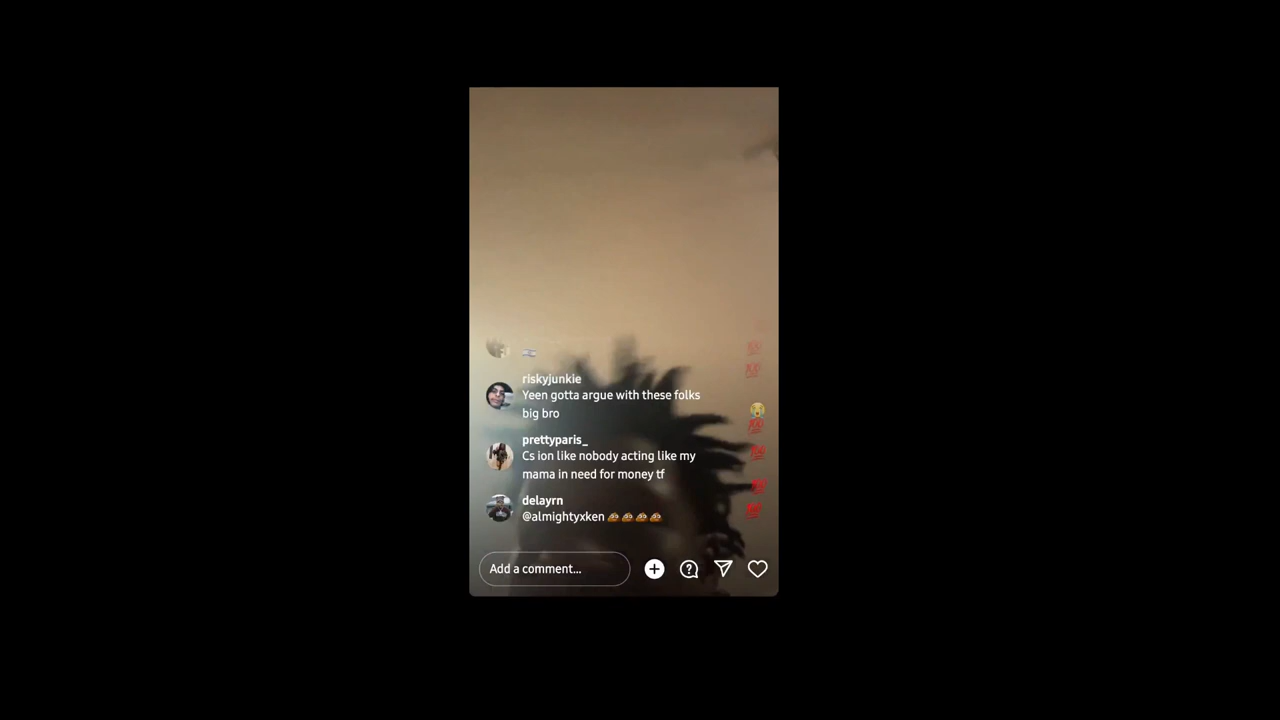 riskyjunkie
Yeen gotta argue with these folks
big bro
prettyparis_
Cs ion like nobody acting like my
mama in need for money tf
delayrn
@almightyxken
Add a comment...